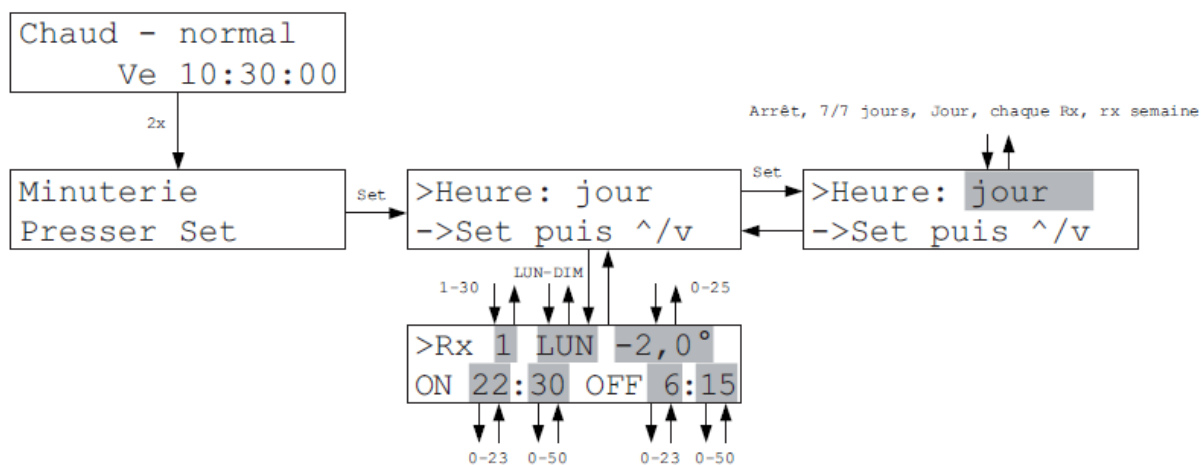 Chaud - normal
Ve 10:30:00
Arrêt, 7/7 jours, Jour, chaque Rx, rx semaine
2x
Minuterie
Presser Set
Set
>Heure: jour
->Set puis ^/v
Set
>Heure: jour
->Set puis ^/v
LUN-DIM
1-30
0-25
>Rx 1 LUN -2,0°
ON 22:30 OFF 6:15
0-23 0-50 0-23 0-50